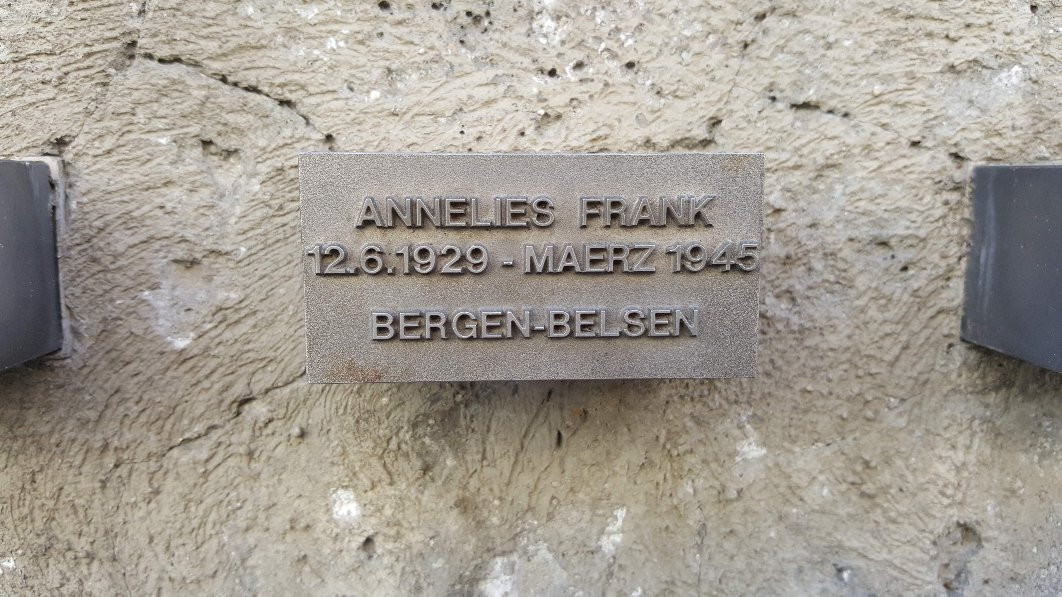 ANNELIES FRANK
12.6.1929 - MAERZ 1945
BERGEN-BELSEN